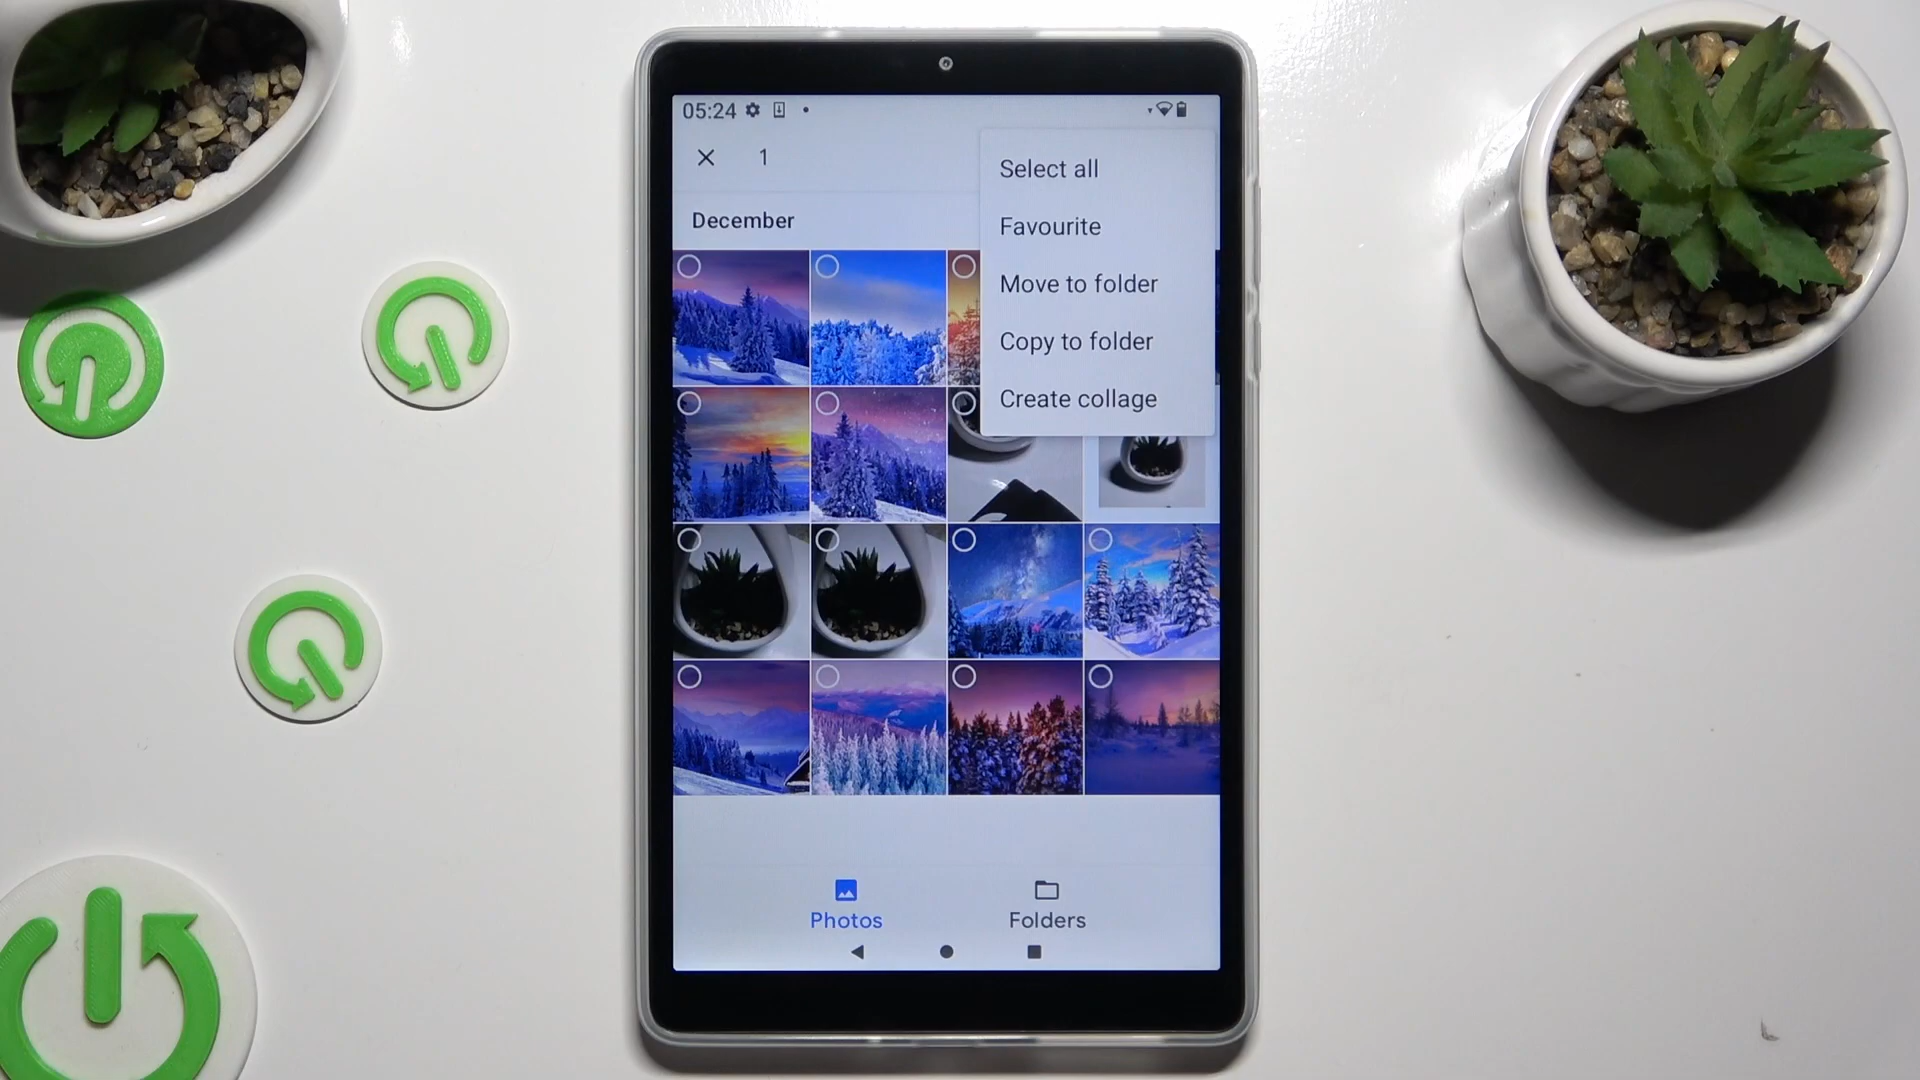 05:24
1
Select all
December
Favourite
Move to folder
Copy to folder
Create collage
Photos
Folders